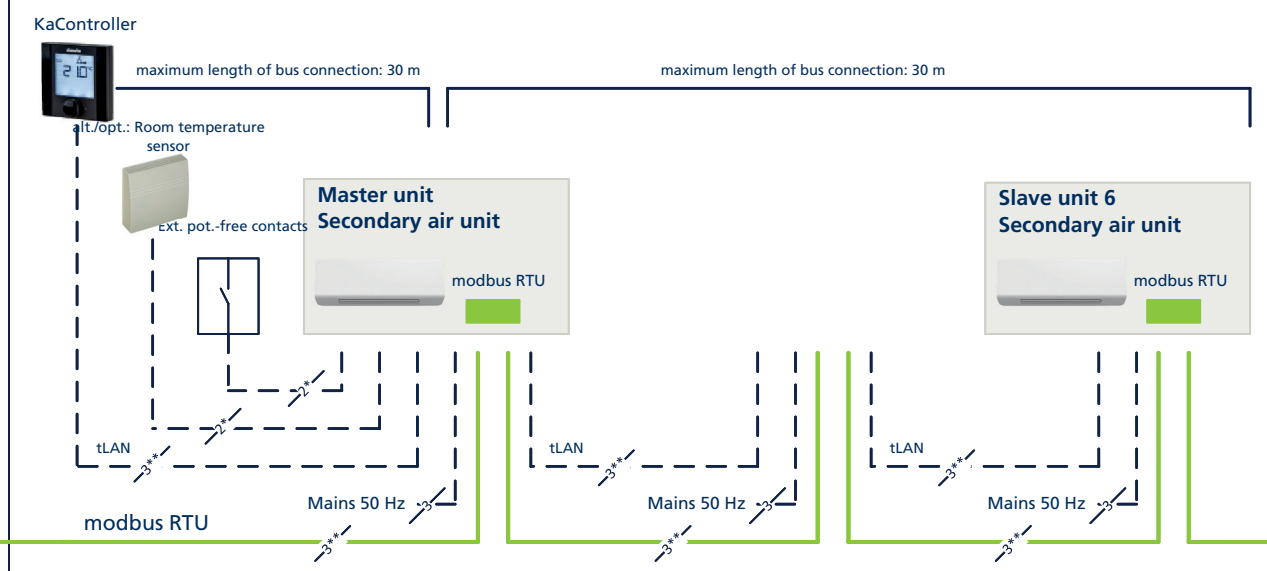 KaController
maximum length of bus connection: 30 m
maximum length of bus connection: 30 m
21.0
alt./opt.: Room temperature
sensor
Ext. pot.-free contacts
Master unit
Secondary air unit
modbus RTU
Slave unit 6
Secondary air unit
modbus RTU
2*
2*
tLAN
3**
tLAN
3**
tLAN
3**
Mains 50 Hz
3
Mains 50 Hz
3
Mains 50 Hz
3
modbus RTU
3**
3**
3**